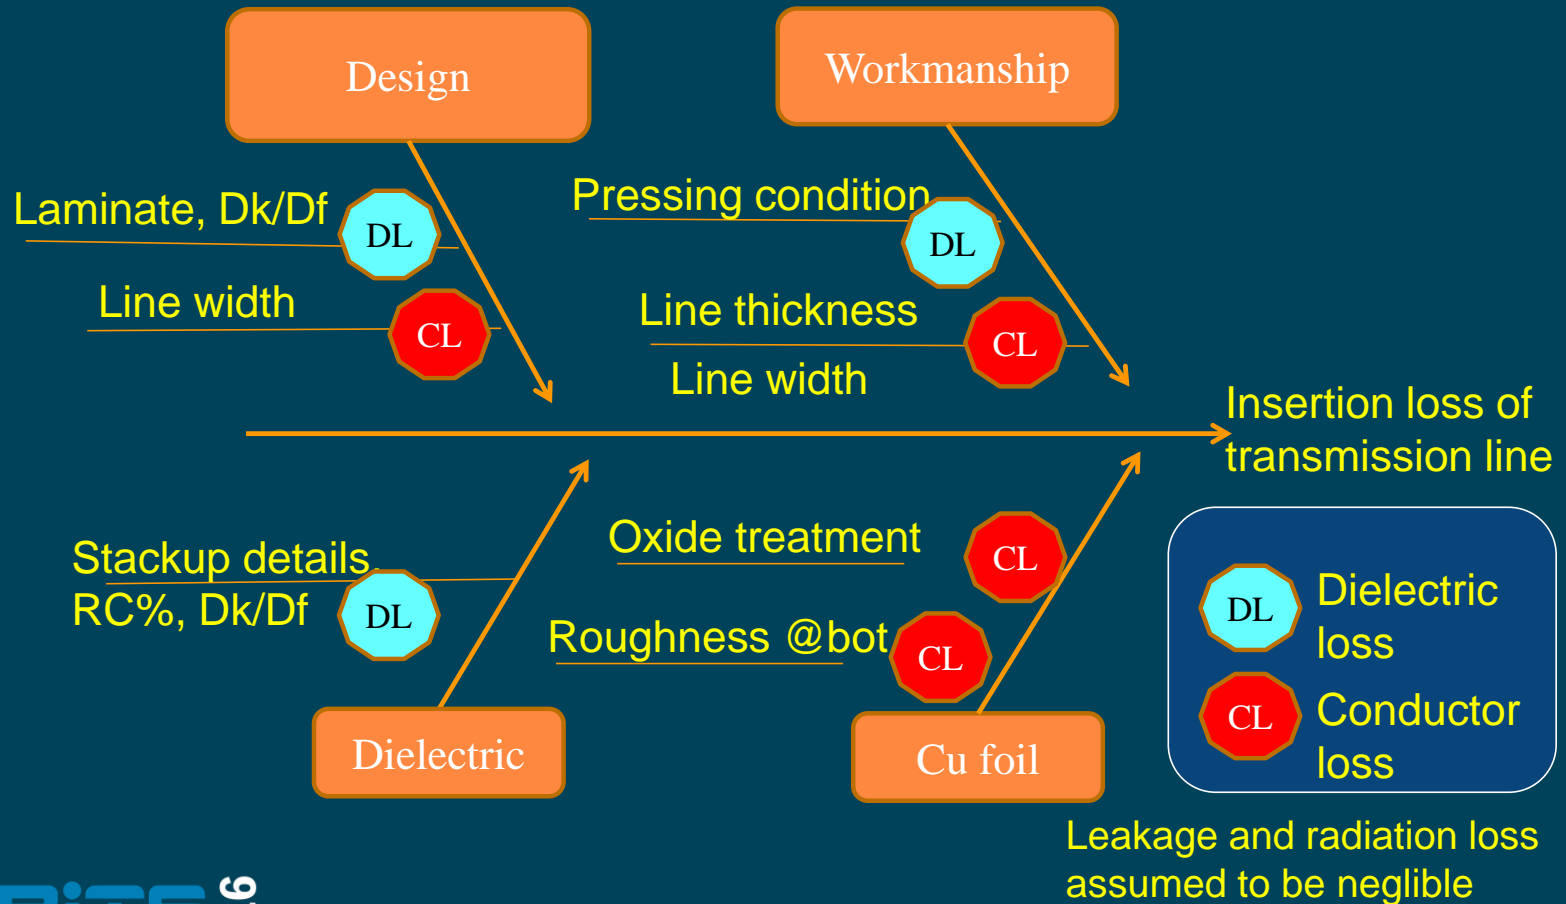 Design
Workmanship
Laminate, Dk/Df
DL
Pressing condition
DL
Line width
CL
Line thickness
CL
Line width
Insertion loss of
transmission line
Stackup details,
RC%, Dk/Df
DL
Oxide treatment
CL
Roughness @bot
CL
DL
Dielectric
loss
CL
Conductor
loss
Dielectric
Cu foil
Leakage and radiation loss
assumed to be neglible